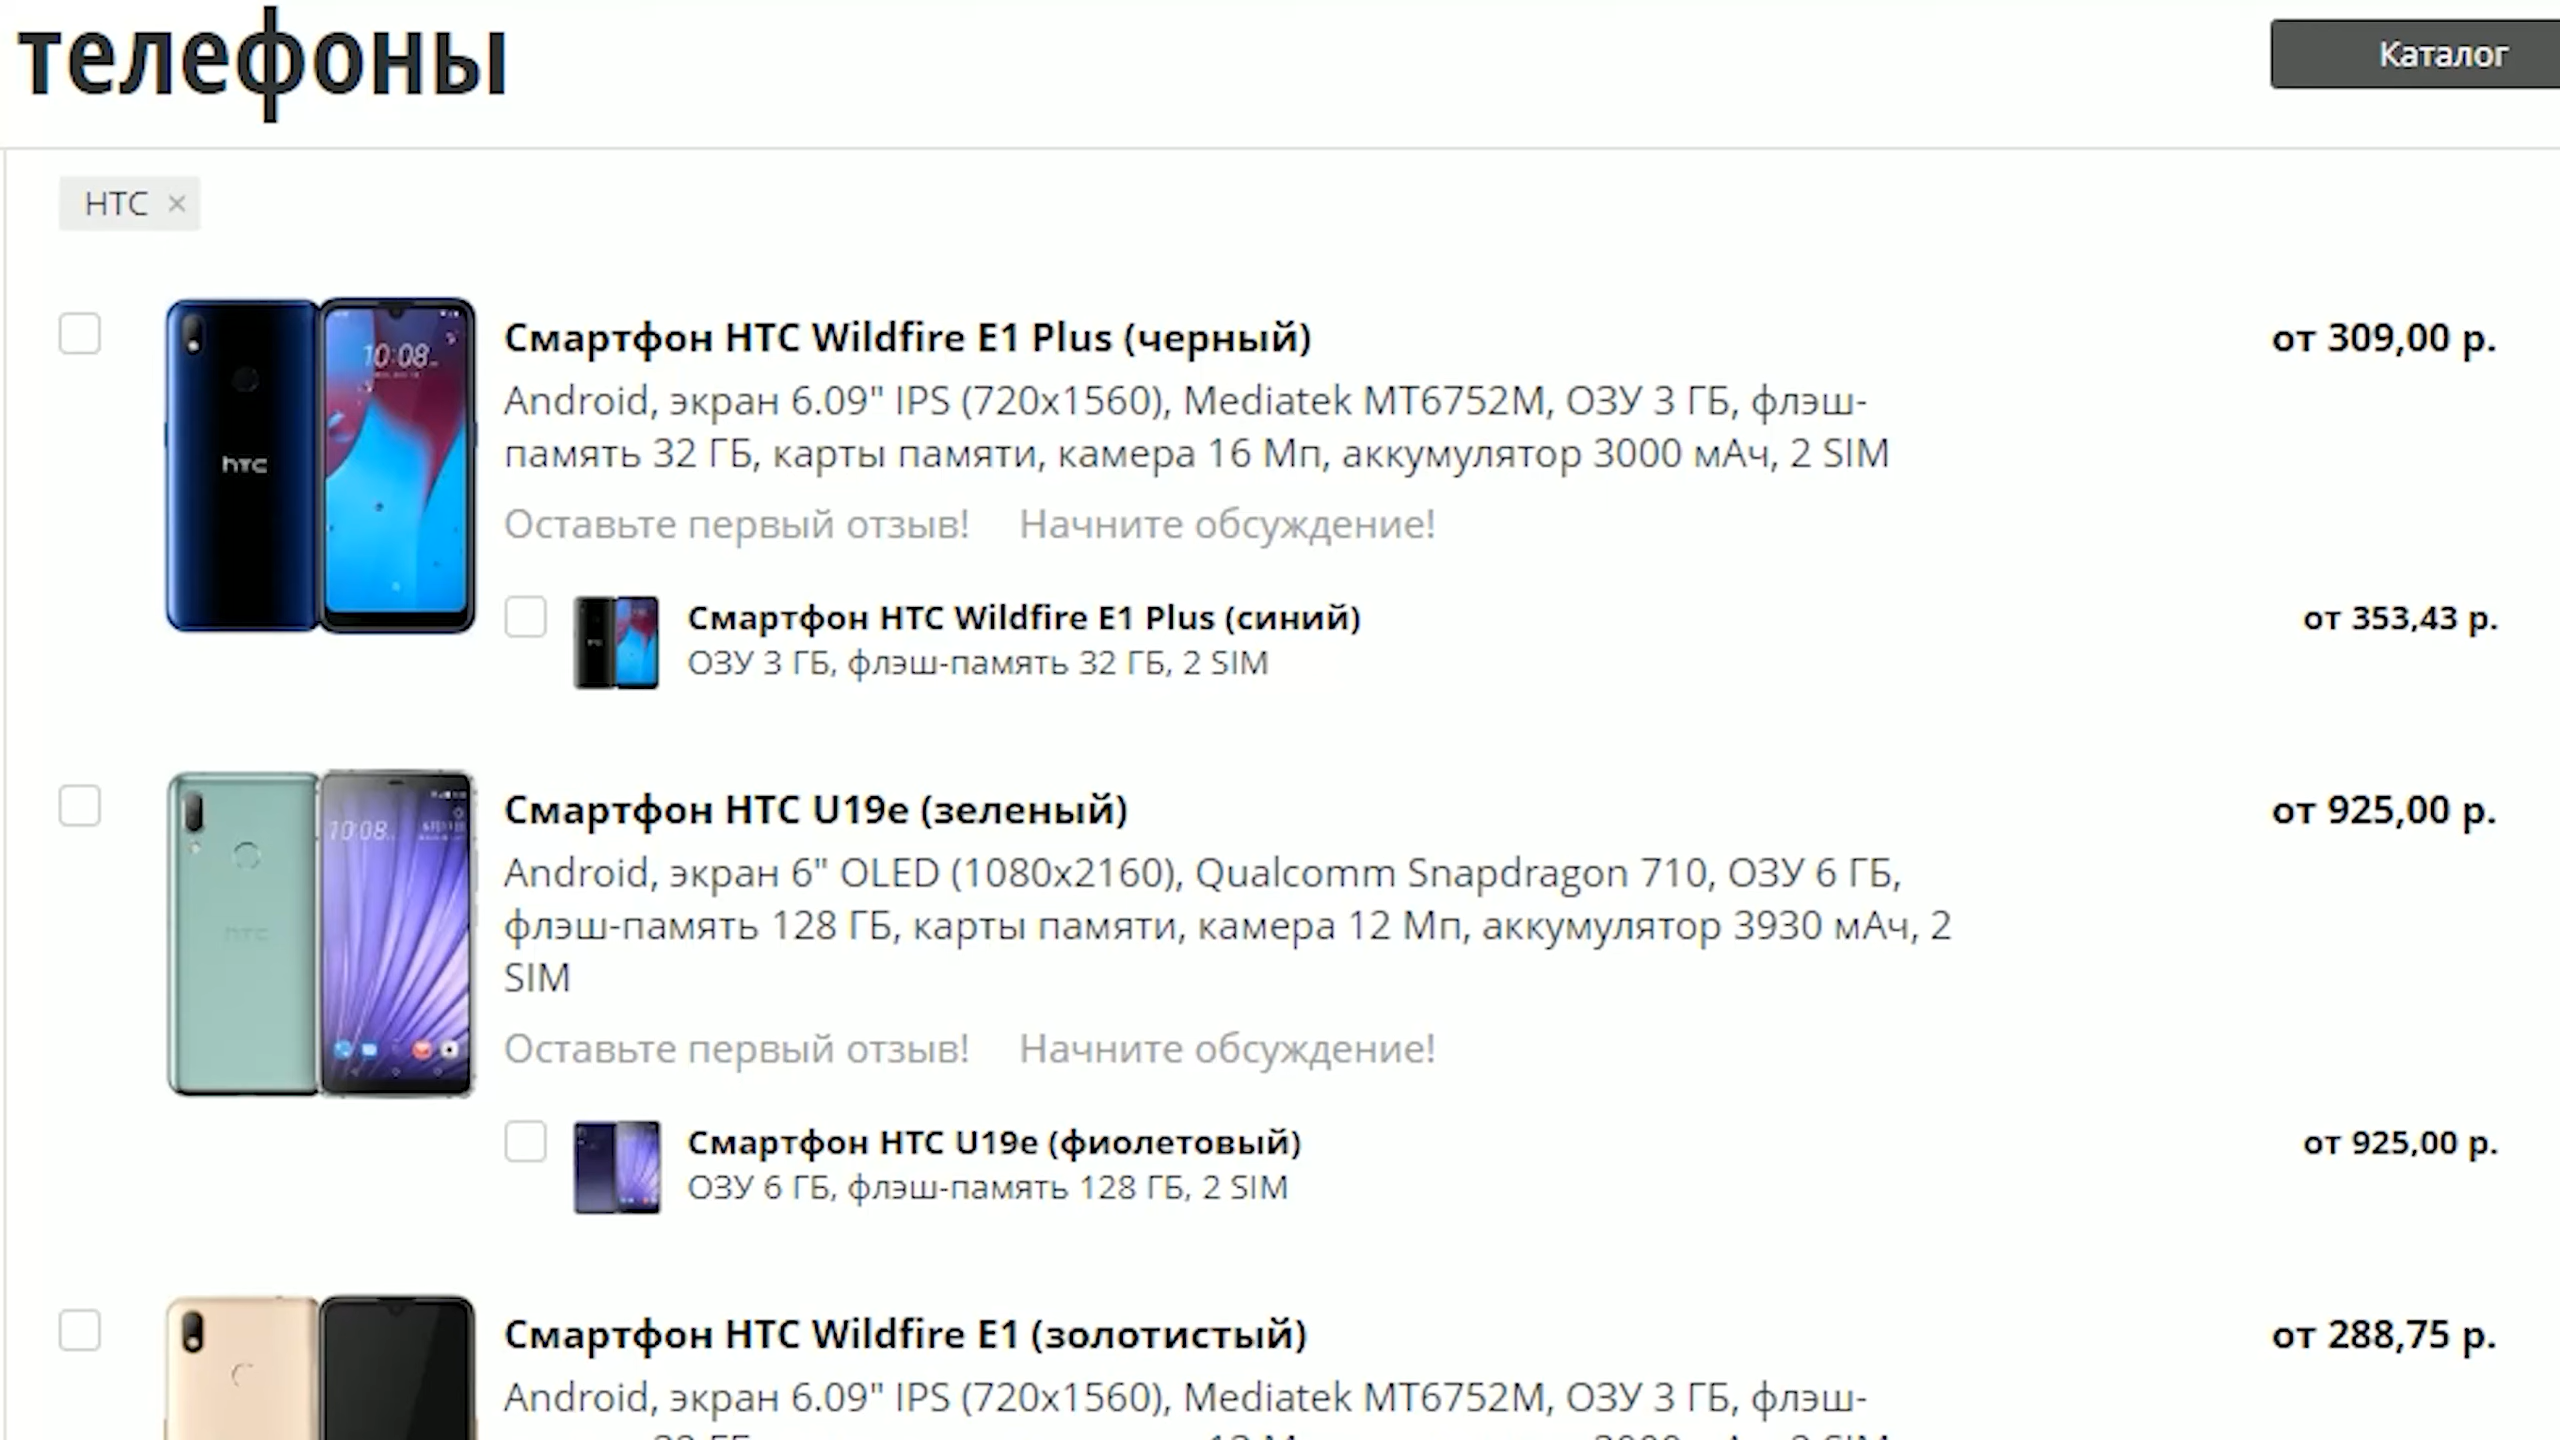 телефоны
Каталог
HTC ×
Смартфон HTC Wildfire E1 Plus (черный)
от 309,00 р.
Android, экран 6.09" IPS (720x1560), Mediatek MT6752M, ОЗУ 3 ГБ, флэш-
память 32 ГБ, карты памяти, камера 16 Мп, аккумулятор 3000 мАч, 2 SIM
Оставьте первый отзыв! Начните обсуждение!
10:08
hTC
Смартфон HTC Wildfire E1 Plus (синий)
от 353,43 р.
ОЗУ 3 ГБ, флэш-память 32 ГБ, 2 SIM
Смартфон HTC U19e (зеленый)
от 925,00 р.
Android, экран 6" OLED (1080x2160), Qualcomm Snapdragon 710, ОЗУ 6 ГБ,
флэш-память 128 ГБ, карты памяти, камера 12 Мп, аккумулятор 3930 мАч, 2
SIM
Оставьте первый отзыв! Начните обсуждение!
10:08
hTC
Смартфон HTC U19e (фиолетовый)
от 925,00 р.
ОЗУ 6 ГБ, флэш-память 128 ГБ, 2 SIM
Смартфон HTC Wildfire E1 (золотистый)
от 288,75 р.
Android, экран 6.09" IPS (720x1560), Mediatek MT6752M, ОЗУ 3 ГБ, флэш-